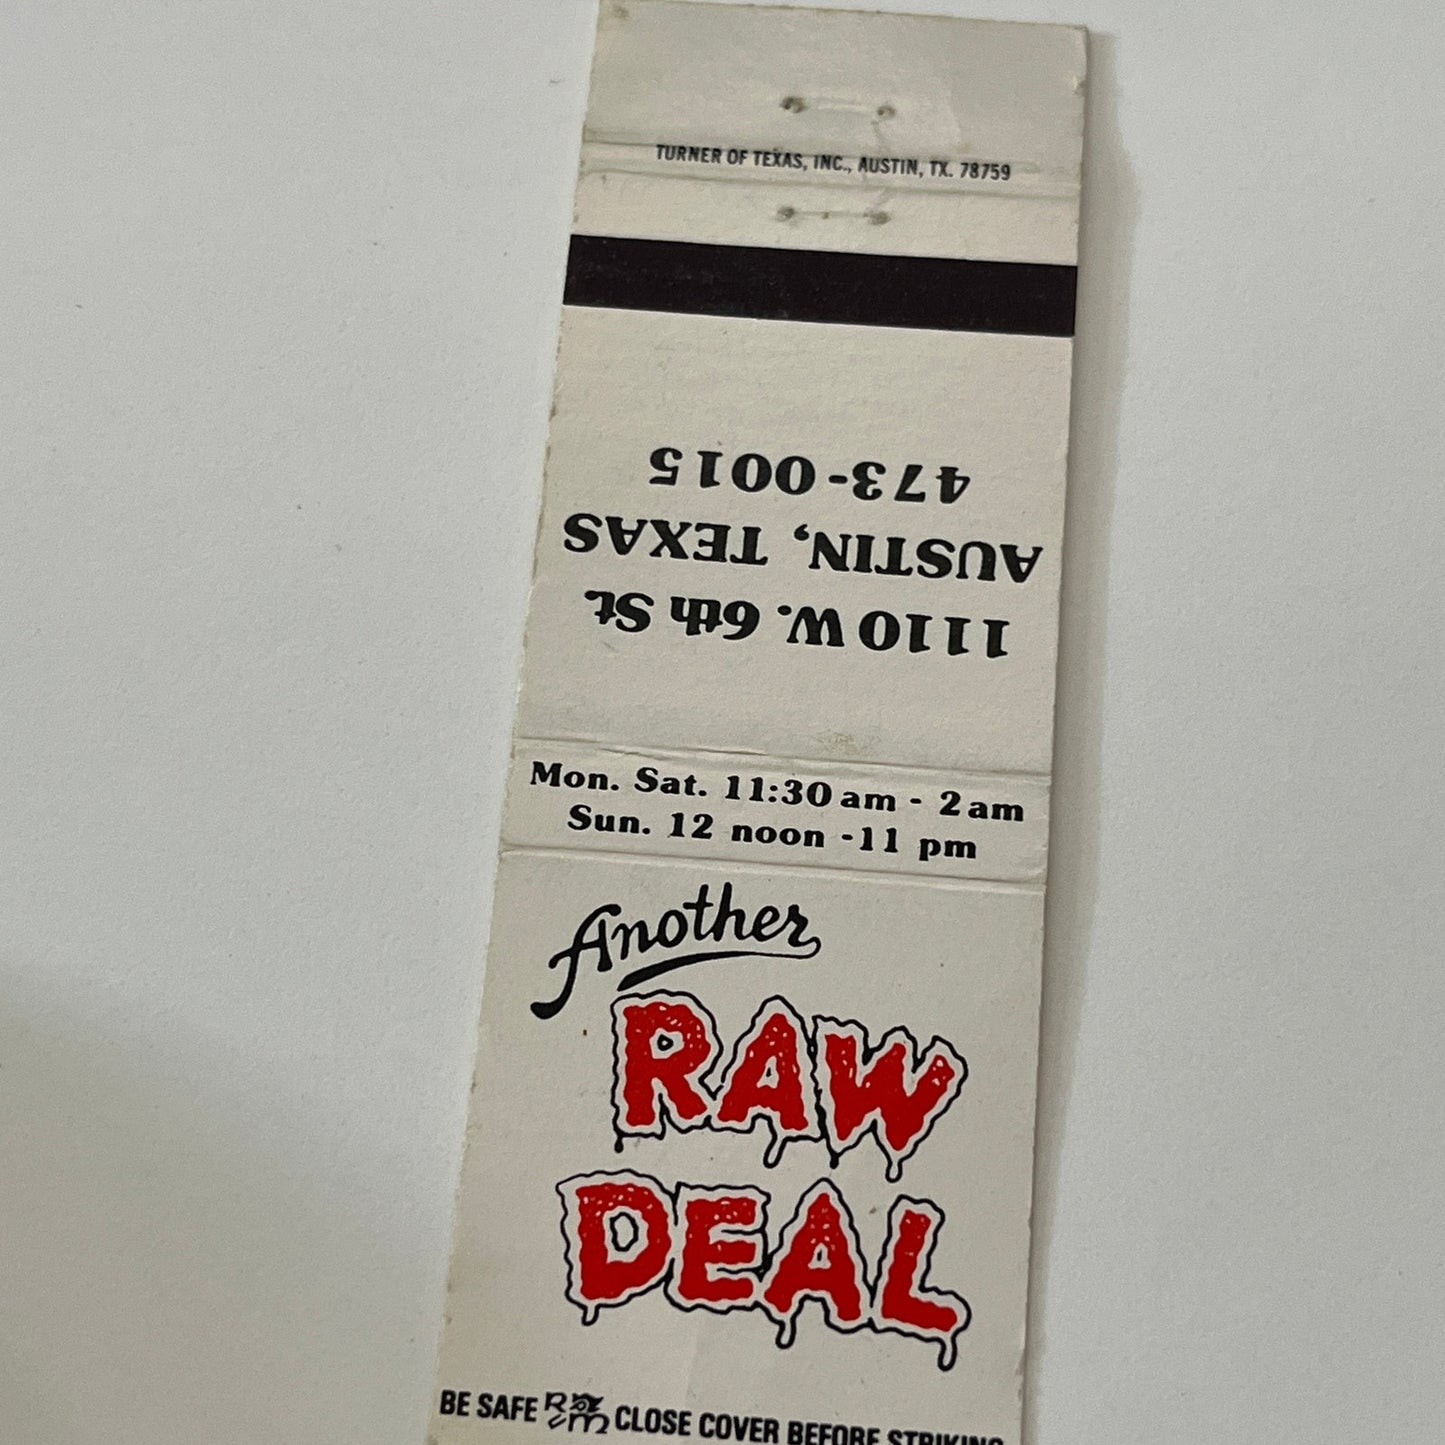 TURNER OF TEXAS, INC., AUSTIN, TX. 78759
1110 W. 6th St.
AUSTIN, TEXAS
473-0015
Mon. Sat. 11:30 am - 2 am
Sun. 12 noon -11 pm
Another
RAW
DEAL
BE SAFE CLOSE COVER BEFORE STRIKING